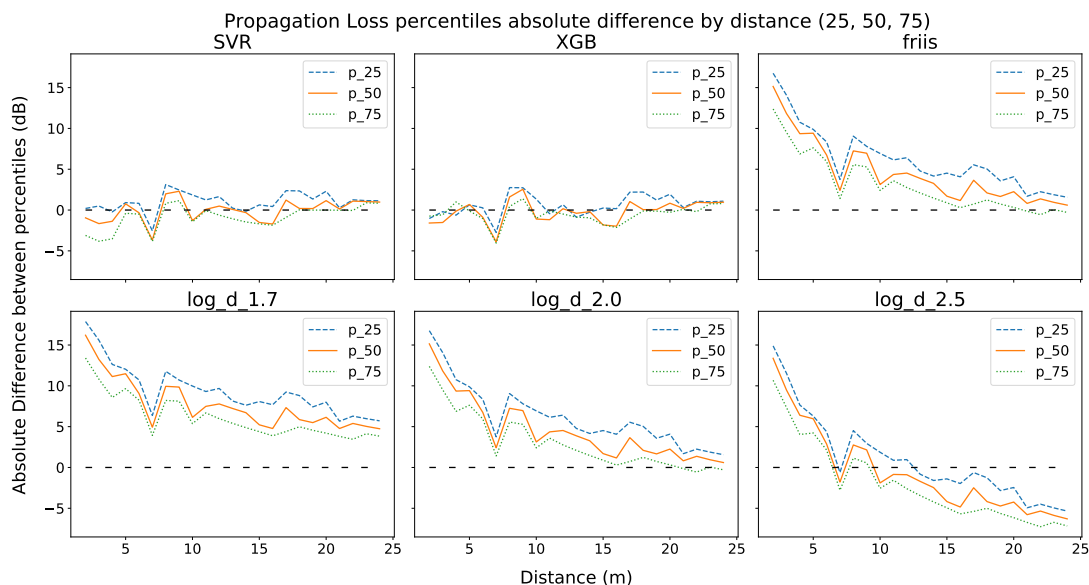 Propagation Loss percentiles absolute difference by distance (25, 50, 75)
SVR
XGB
friis
p_25
p_50
p_75
p_25
p_50
p_75
p_25
p_50
p_75
15
10
5
0
−5
Absolute Difference between percentiles (dB)
log_d_1.7
log_d_2.0
log_d_2.5
p_25
p_50
p_75
p_25
p_50
p_75
p_25
p_50
p_75
15
10
5
0
−5
5 10 15 20 25
5 10 15 20 25
5 10 15 20 25
Distance (m)